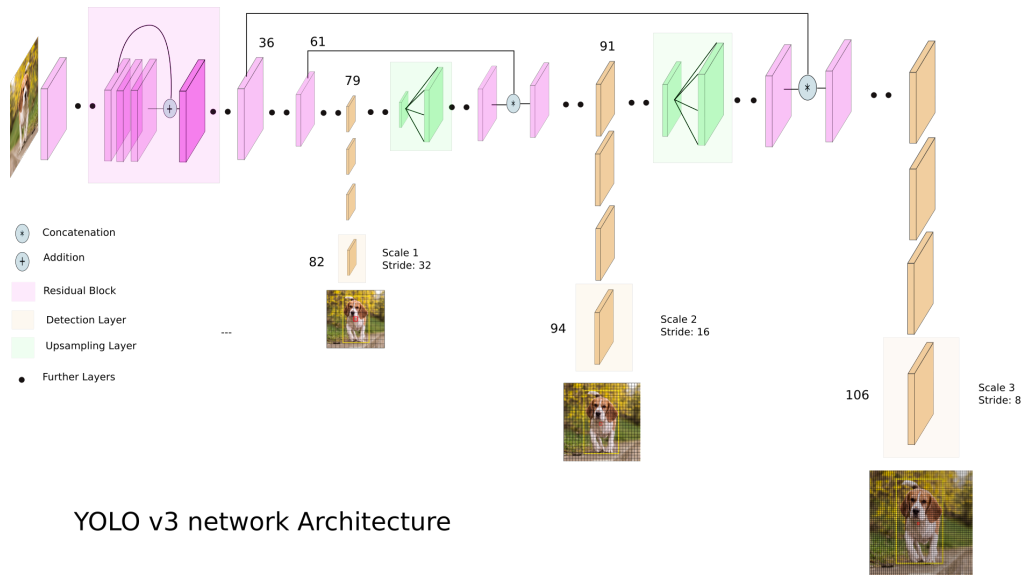 36
61
79
91
Concatenation
Addition
Residual Block
Detection Layer
Upsampling Layer
Further Layers
---
82
Scale 1
Stride: 32
94
Scale 2
Stride: 16
106
Scale 3
Stride: 8
YOLO v3 network Architecture